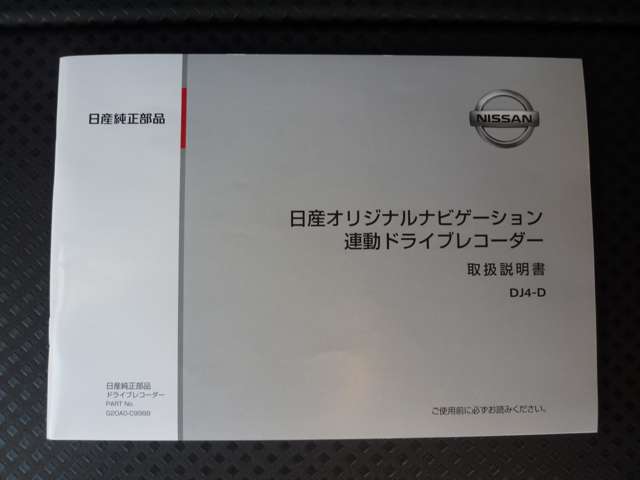 日産純正部品
NISSAN
日産オリジナルナビゲーション
連動ドライブレコーダー
取扱説明書
DJ4-D
日産純正部品
ドライブレコーダー
PART No.
ご使用前に必ずお読みください。